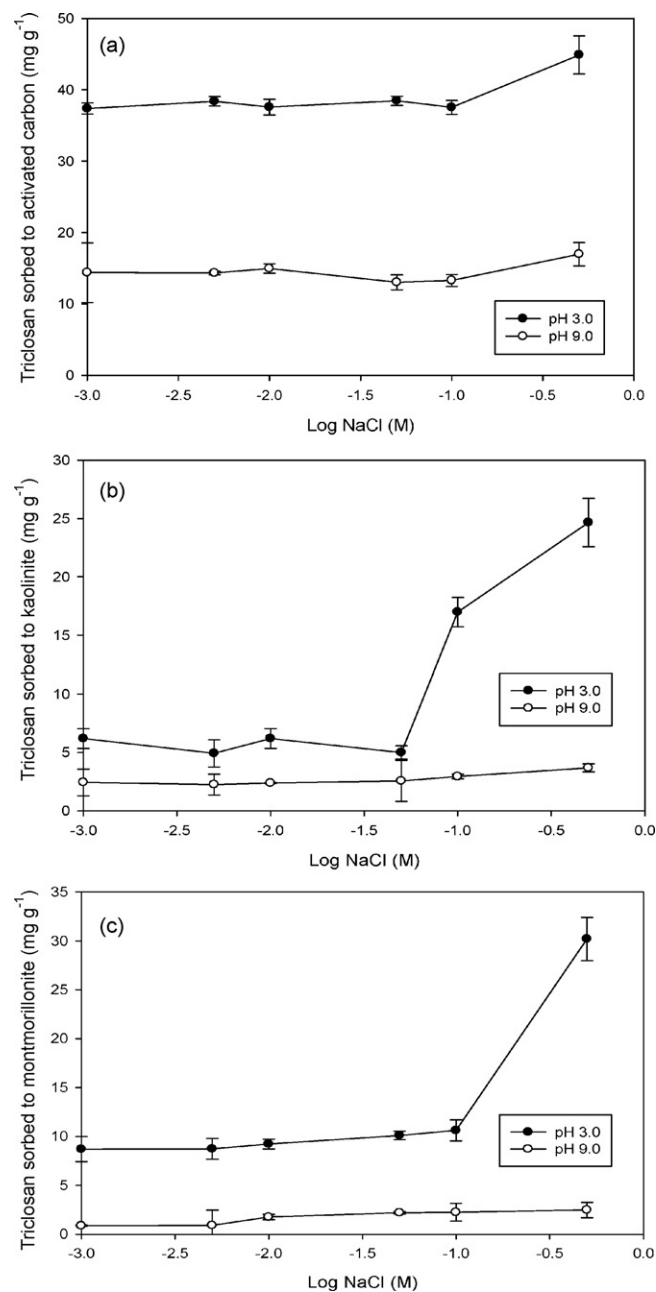 (a)
Triclosan sorbed to activated carbon (mg g⁻¹)
50
40
30
20
10
0
pH 3.0
pH 9.0
-3.0 -2.5 -2.0 -1.5 -1.0 -0.5 0.0
Log NaCl (M)
(b)
Triclosan sorbed to kaolinite (mg g⁻¹)
30
25
20
15
10
5
0
pH 3.0
pH 9.0
-3.0 -2.5 -2.0 -1.5 -1.0 -0.5 0.0
Log NaCl (M)
(c)
Triclosan sorbed to montmorillonite (mg g⁻¹)
35
30
25
20
15
10
5
0
pH 3.0
pH 9.0
-3.0 -2.5 -2.0 -1.5 -1.0 -0.5 0.0
Log NaCl (M)